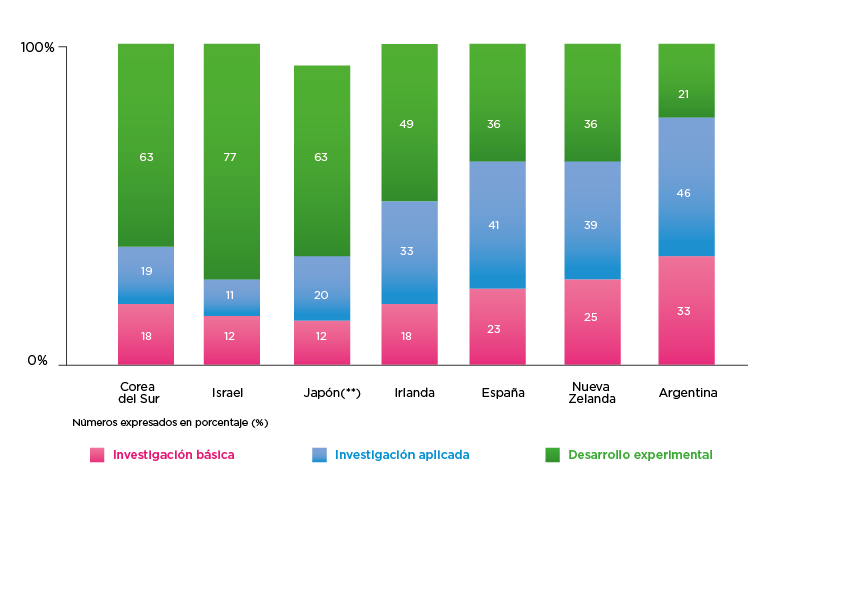 100%
63
77
63
49
36
36
21
19
11
20
33
41
39
46
18
12
12
18
23
25
33
0%
Corea
del Sur
Israel
Japón(**)
Irlanda
España
Nueva
Zelanda
Argentina
Números expresados en porcentaje (%)
Investigación básica
Investigación aplicada
Desarrollo experimental